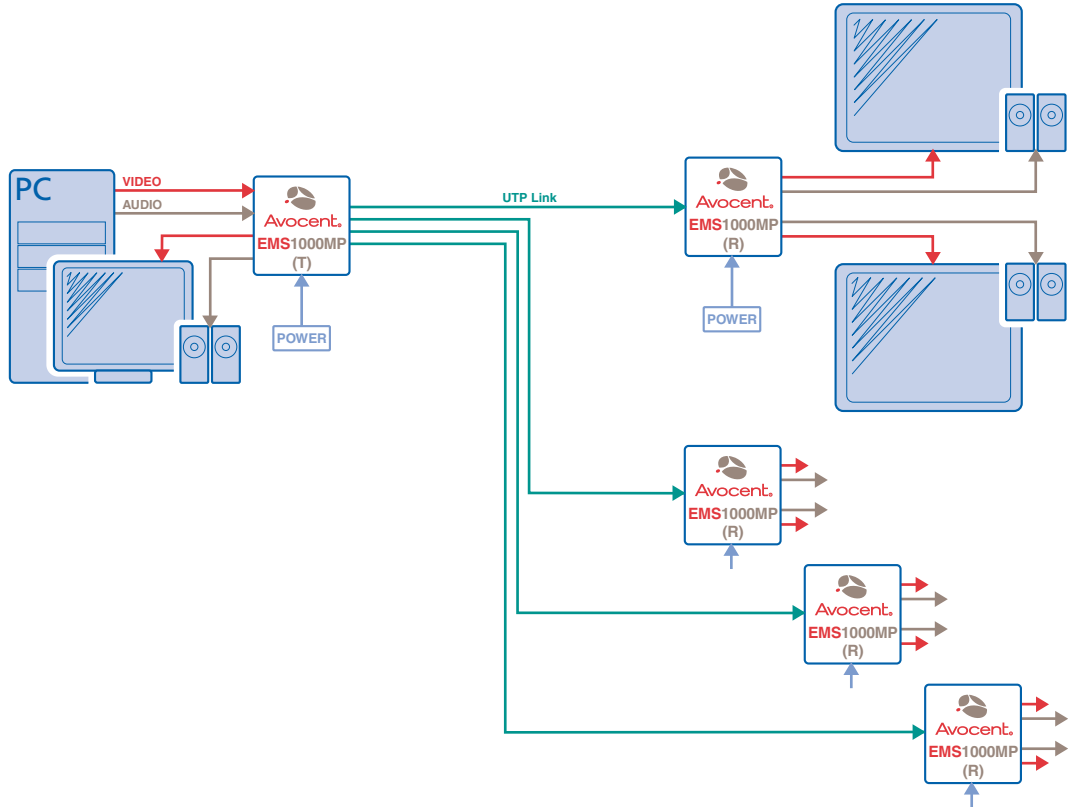 PC
VIDEO
AUDIO
Avocent.
EMS1000MP
(T)
POWER
UTP Link
Avocent.
EMS1000MP
(R)
POWER
Avocent.
EMS1000MP
(R)
Avocent.
EMS1000MP
(R)
Avocent.
EMS1000MP
(R)